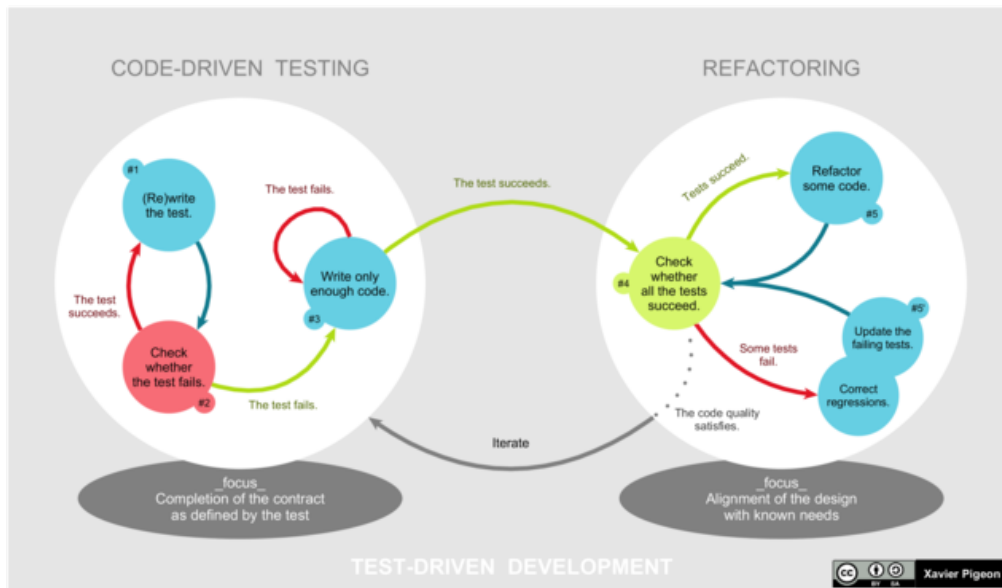 CODE-DRIVEN TESTING
#1
(Re)write
the test.
The test
succeeds.
Check
whether
the test fails.
#2
The test fails.
The test fails.
Write only
enough code.
#3
The test succeeds.
REFACTORING
#4
Check
whether
all the tests
succeed.
Tests succeed.
Refactor
some code.
#5
Some tests
fail.
#5'
Update the
failing tests.
Correct
regressions.
The code quality
satisfies.
Iterate
_focus_
Completion of the contract
as defined by the test
_focus_
Alignment of the design
with known needs
TEST-DRIVEN DEVELOPMENT
cc
BY SA
Xavier Pigeon